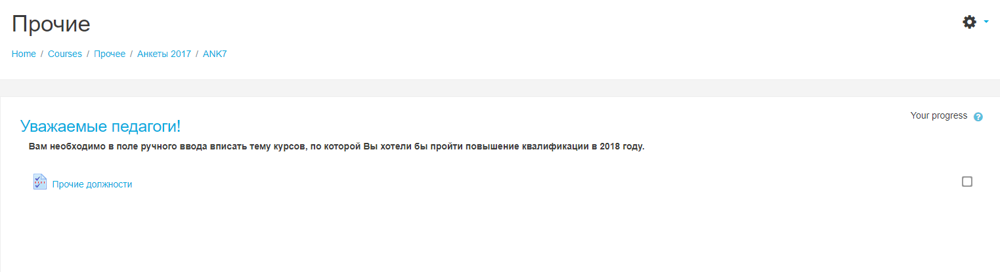 Прочие
Home / Courses / Прочее / Анкеты 2017 / ANK7
Your progress
Уважаемые педагоги!
Вам необходимо в поле ручного ввода вписать тему курсов, по которой Вы хотели бы пройти повышение квалификации в 2018 году.
Прочие должности